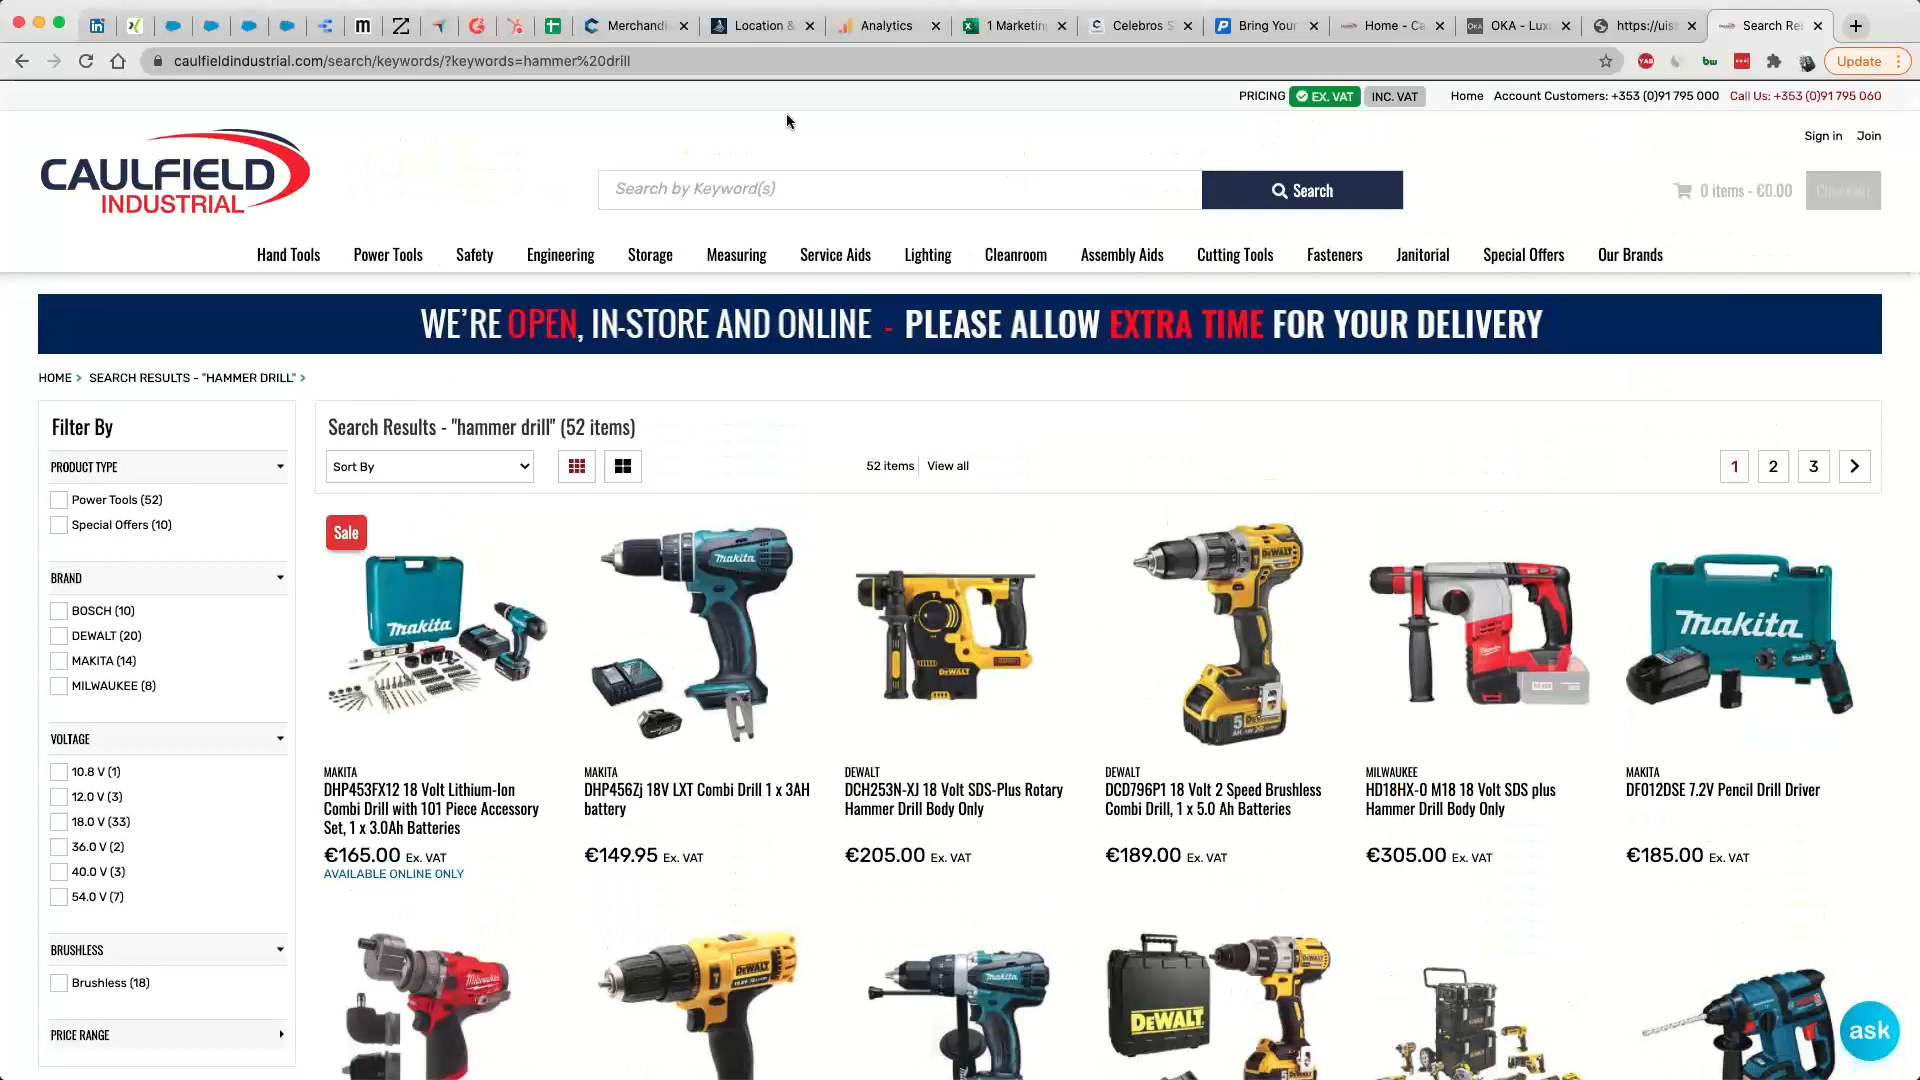 Merchandi
Location &
Analytics
1 Marketin
Celebros S
Bring Your
Home - Ca
OKA - Luxu
https://uis
Search Re
caulfieldindustrial.com/search/keywords/?keywords=hammer%20drill
Update
PRICING EX. VAT INC. VAT Home Account Customers: +353 (0)91 795 000 Call Us: +353 (0)91 795 060
Sign in Join
CAULFIELD
INDUSTRIAL
Search by Keyword(s)
Search
0 items - €0.00
Checkout
Hand Tools Power Tools Safety Engineering Storage Measuring Service Aids Lighting Cleanroom Assembly Aids Cutting Tools Fasteners Janitorial Special Offers Our Brands
WE'RE OPEN, IN-STORE AND ONLINE - PLEASE ALLOW EXTRA TIME FOR YOUR DELIVERY
HOME > SEARCH RESULTS - "HAMMER DRILL" >
Filter By
PRODUCT TYPE
Power Tools (52)
Special Offers (10)
BRAND
BOSCH (10)
DEWALT (20)
MAKITA (14)
MILWAUKEE (8)
VOLTAGE
10.8 V (1)
12.0 V (3)
18.0 V (33)
36.0 V (2)
40.0 V (3)
54.0 V (7)
BRUSHLESS
Brushless (18)
PRICE RANGE
Search Results - "hammer drill" (52 items)
Sort By
52 items View all
1 2 3
Sale
MAKITA
DHP453FX12 18 Volt Lithium-Ion
Combi Drill with 101 Piece Accessory
Set, 1 x 3.0Ah Batteries
€165.00 Ex. VAT
AVAILABLE ONLINE ONLY
MAKITA
DHP456Zj 18V LXT Combi Drill 1 x 3AH
battery
€149.95 Ex. VAT
DEWALT
DCH253N-XJ 18 Volt SDS-Plus Rotary
Hammer Drill Body Only
€205.00 Ex. VAT
DEWALT
DCD796P1 18 Volt 2 Speed Brushless
Combi Drill, 1 x 5.0 Ah Batteries
€189.00 Ex. VAT
MILWAUKEE
HD18HX-0 M18 18 Volt SDS plus
Hammer Drill Body Only
€305.00 Ex. VAT
MAKITA
DF012DSE 7.2V Pencil Drill Driver
€185.00 Ex. VAT
ask